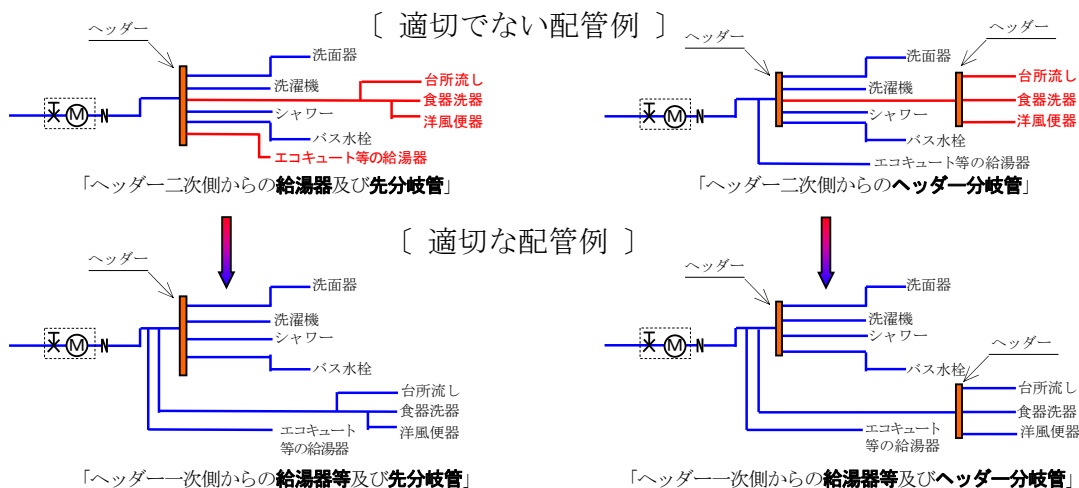 〔 適切でない配管例 〕
ヘッダー
洗面器
洗濯機
台所流し
食器洗器
洋風便器
シャワー
バス水栓
エコキュート等の給湯器
M
N
「ヘッダー二次側からの給湯器及び先分岐管」
ヘッダー
ヘッダー
洗面器
洗濯機
台所流し
食器洗器
洋風便器
シャワー
バス水栓
エコキュート等の給湯器
M
N
「ヘッダー二次側からのヘッダー分岐管」
〔 適切な配管例 〕
ヘッダー
洗面器
洗濯機
シャワー
バス水栓
台所流し
食器洗器
洋風便器
エコキュート
等の給湯器
M
N
「ヘッダー一次側からの給湯器等及び先分岐管」
ヘッダー
洗面器
洗濯機
シャワー
ヘッダー
バス水栓
台所流し
食器洗器
洋風便器
エコキュート
等の給湯器
M
N
「ヘッダー一次側からの給湯器等及びヘッダー分岐管」